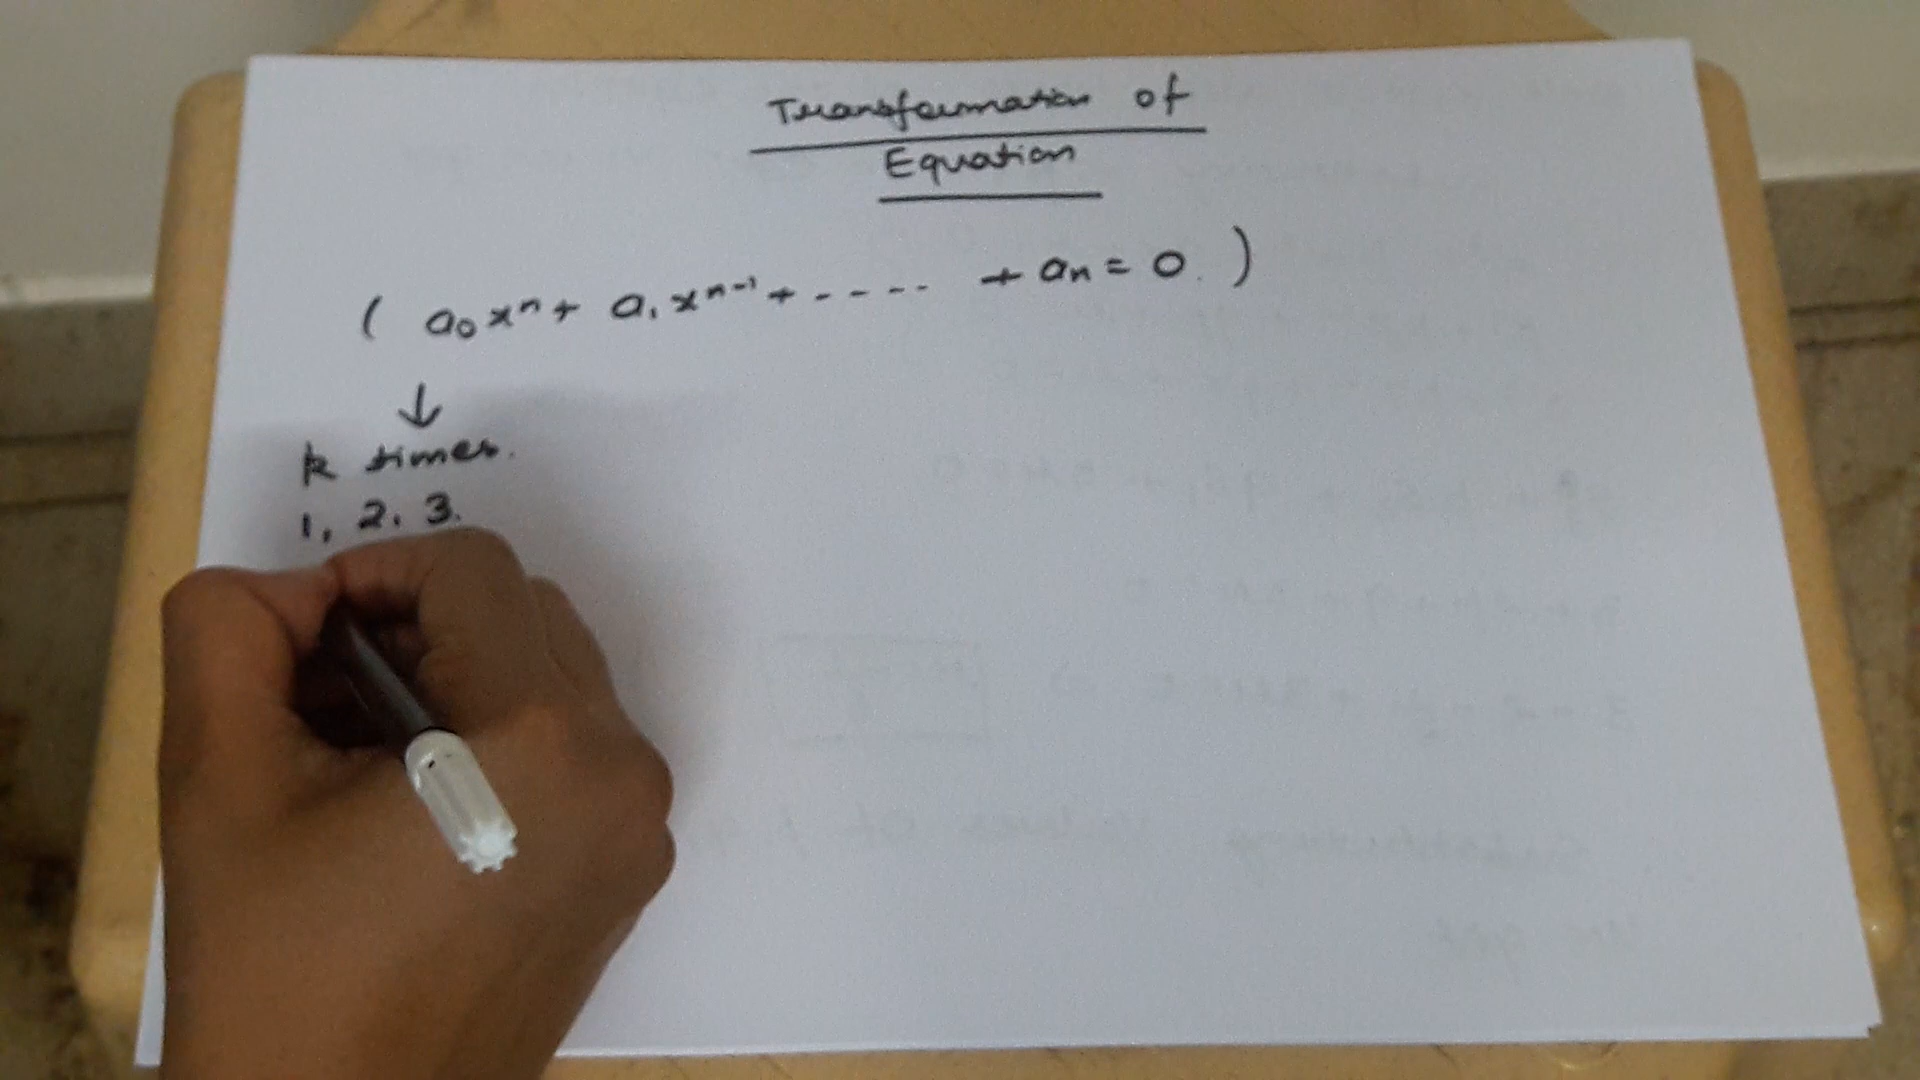 Transformation of
Equation
( a₀xⁿ + a₁xⁿ⁻¹ + - - - - + aₙ = 0. )
↓
k times.
1, 2, 3.